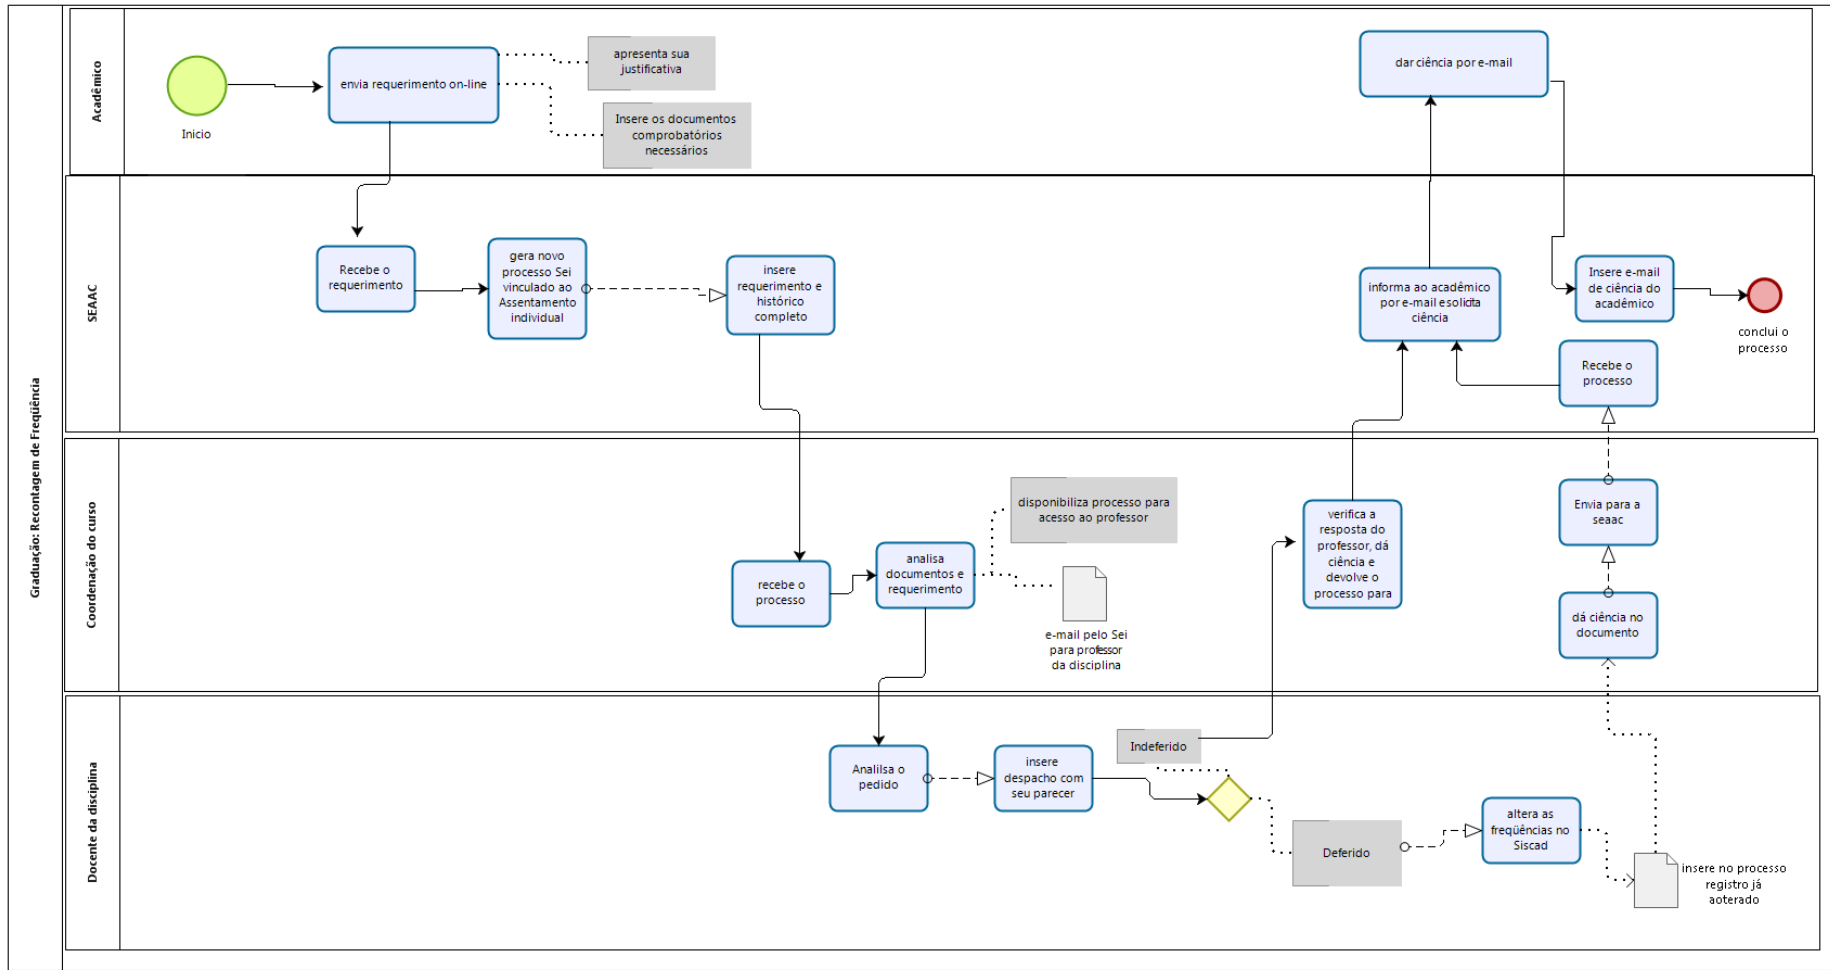 Graduação: Recontagem de Freqüência
Acadêmico
Inicio
envia requerimento on-line
apresenta sua
justificativa
Insere os documentos
comprobatórios
necessários
dar ciência por e-mail
SEAAC
Recebe o
requerimento
gera novo
processo Sei
vinculado ao
Assentamento
individual
insere
requerimento e
histórico
completo
informa ao acadêmico
por e-mail e solicita
ciência
Insere e-mail
de ciência do
acadêmico
conclui o
processo
Recebe o
processo
Coordenação do curso
recebe o
processo
analisa
documentos e
requerimento
disponibiliza processo para
acesso ao professor
e-mail pelo Sei
para professor
da disciplina
verifica a
resposta do
professor, dá
ciência e
devolve o
processo para
Envia para a
seaac
dá ciência no
documento
Docente da disciplina
Analilsa o
pedido
insere
despacho com
seu parecer
Indeferido
Deferido
altera as
freqüências no
Siscad
insere no processo
registro já
aoterado